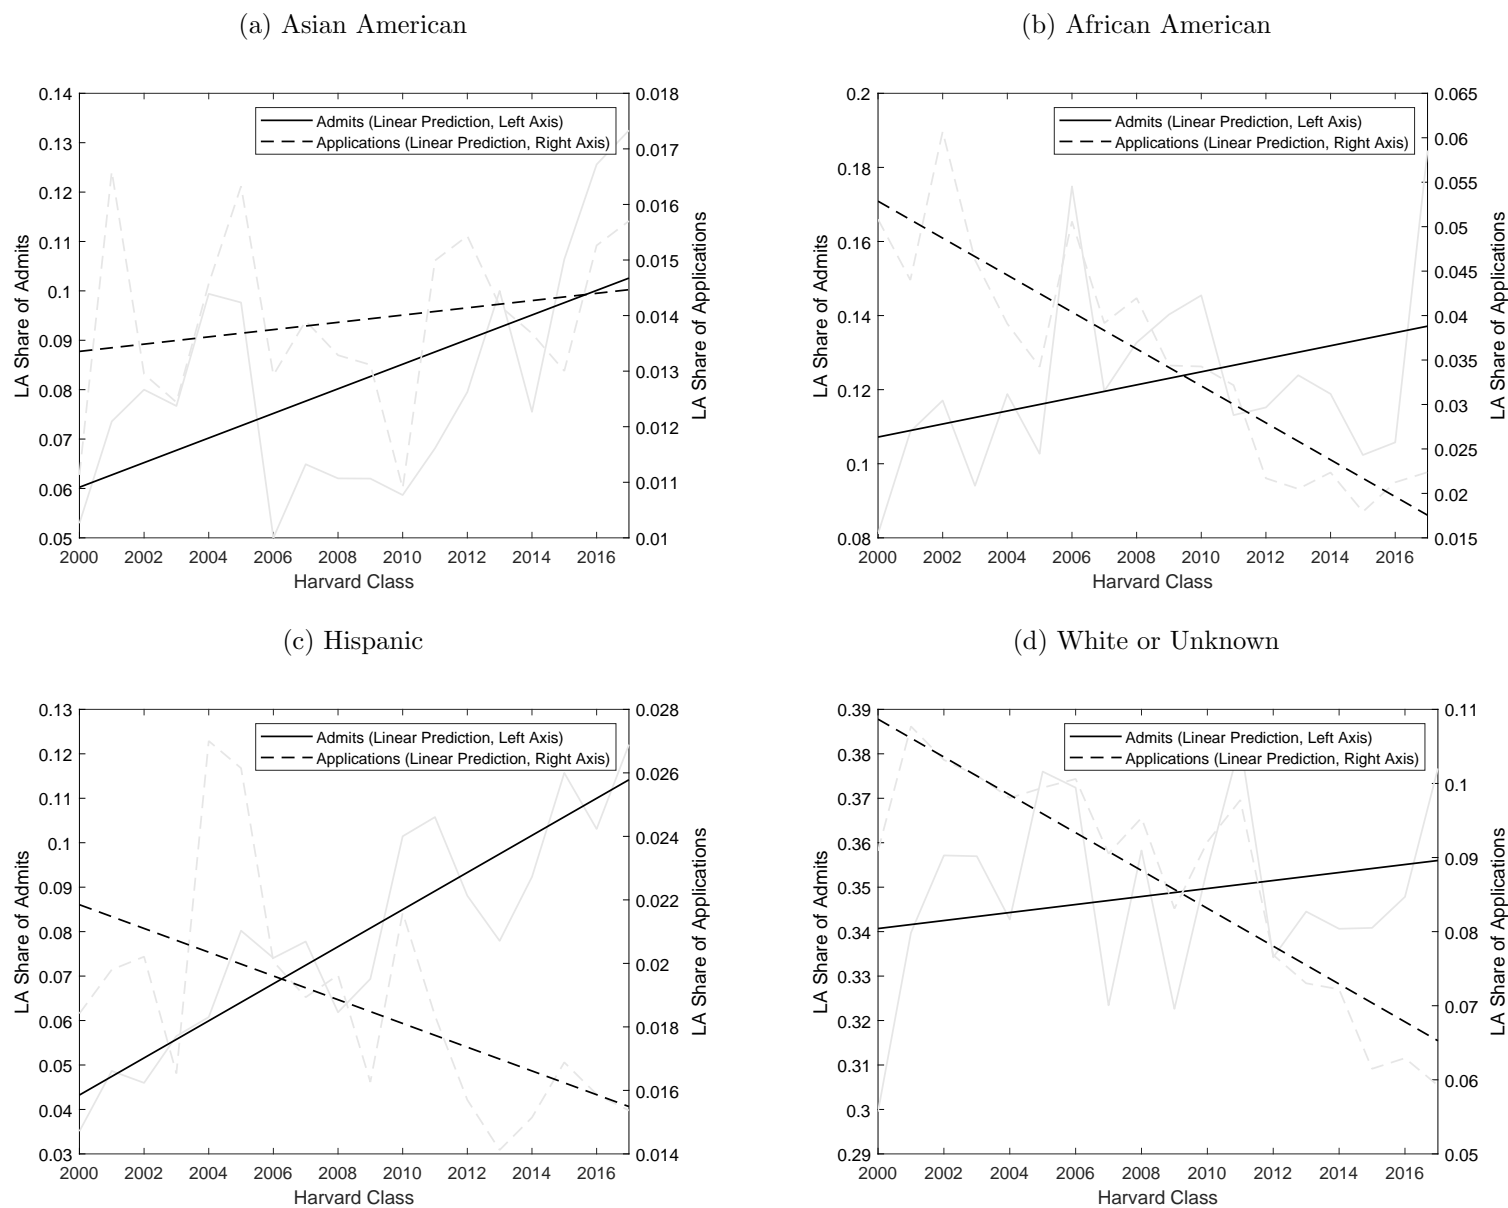 (a) Asian American
0.14
0.13
0.12
0.11
0.1
0.09
0.08
0.07
0.06
0.05
LA Share of Admits
Admits (Linear Prediction, Left Axis)
Applications (Linear Prediction, Right Axis)
0.018
0.017
0.016
0.015
0.014
0.013
0.012
0.011
0.01
LA Share of Applications
2000 2002 2004 2006 2008 2010 2012 2014 2016
Harvard Class
(b) African American
0.2
0.18
0.16
0.14
0.12
0.1
0.08
LA Share of Admits
Admits (Linear Prediction, Left Axis)
Applications (Linear Prediction, Right Axis)
0.065
0.06
0.055
0.05
0.045
0.04
0.035
0.03
0.025
0.02
0.015
LA Share of Applications
2000 2002 2004 2006 2008 2010 2012 2014 2016
Harvard Class
(c) Hispanic
0.13
0.12
0.11
0.1
0.09
0.08
0.07
0.06
0.05
0.04
0.03
LA Share of Admits
Admits (Linear Prediction, Left Axis)
Applications (Linear Prediction, Right Axis)
0.028
0.026
0.024
0.022
0.02
0.018
0.016
0.014
LA Share of Applications
2000 2002 2004 2006 2008 2010 2012 2014 2016
Harvard Class
(d) White or Unknown
0.39
0.38
0.37
0.36
0.35
0.34
0.33
0.32
0.31
0.3
0.29
LA Share of Admits
Admits (Linear Prediction, Left Axis)
Applications (Linear Prediction, Right Axis)
0.11
0.1
0.09
0.08
0.07
0.06
0.05
LA Share of Applications
2000 2002 2004 2006 2008 2010 2012 2014 2016
Harvard Class